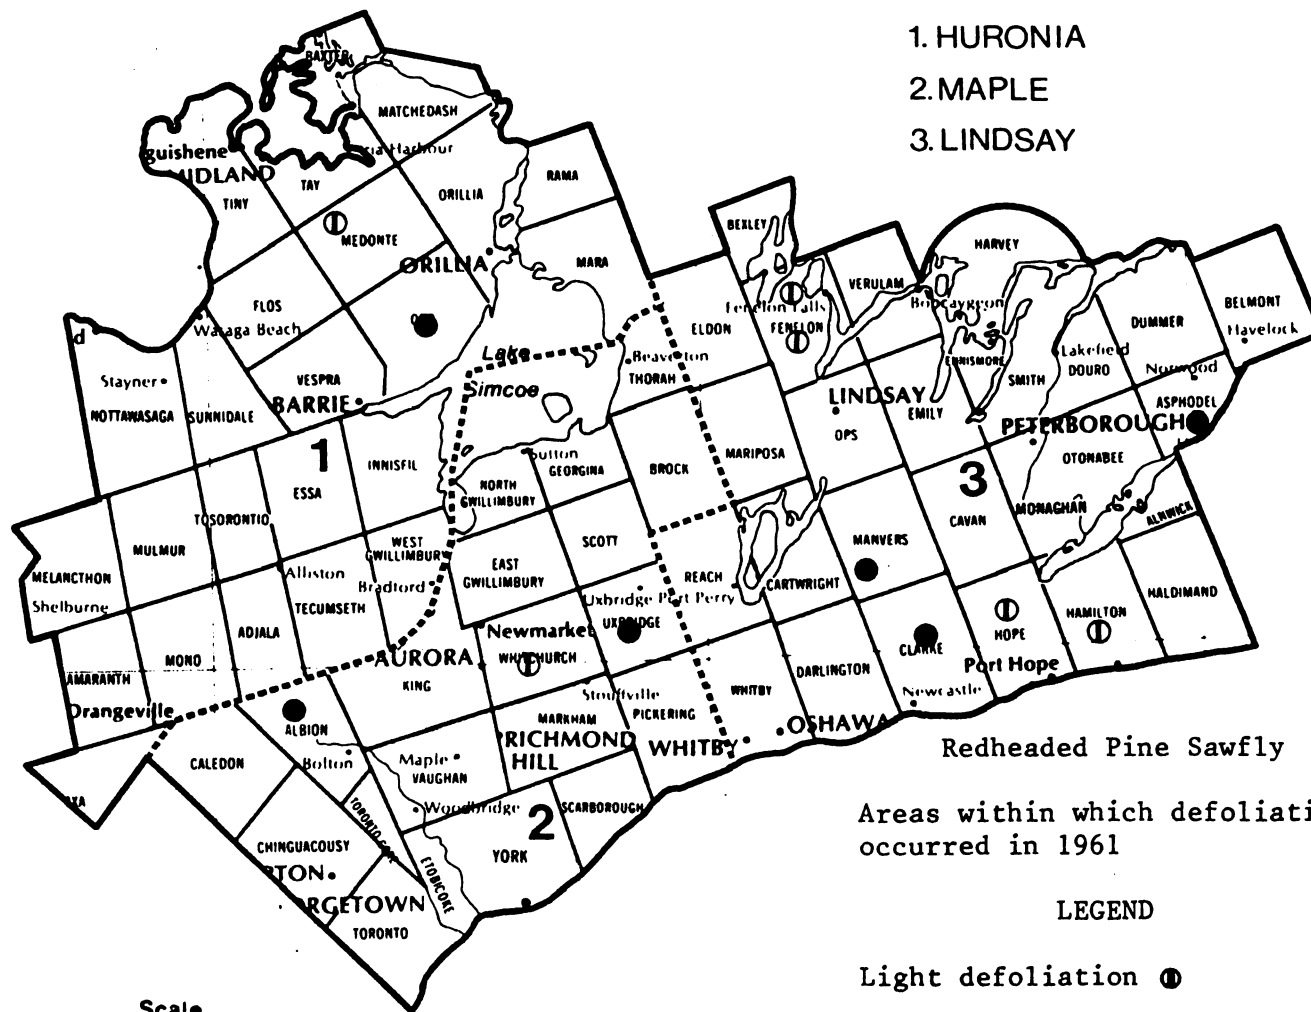 1. HURONIA
2. MAPLE
3. LINDSAY
BAXTER
MATCHEDASH
guishene
MIDLAND
ria Harbour
TAY
TINY
ORILLIA
RAMA
MEDONTE
ORILLIA
MARA
BEXLEY
HARVEY
VERULAM
FLOS
Wasaga Beach
Fenelon Falls
FENELON
Bobcaygeon
BELMONT
Havelock
DUMMER
ELDON
d
Lake
Simcoe
Beaverton
THORAH
ENNISMORE
SMITH
Lakefield
DOURO
Norwood
ASPHODEL
Stayner
NOTTAWASAGA
SUNNIDALE
VESPRA
BARRIE
LINDSAY
EMILY
OPS
PETERBOROUGH
OTONABEE
1
INNISFIL
ESSA
Sutton
GEORGINA
NORTH
GWILLIMBURY
BROCK
MARIPOSA
3
CAVAN
MONAGHAN
ALNWICK
TOSORONTIO
MULMUR
WEST
GWILLIMBURY
SCOTT
EAST
GWILLIMBURY
MANVERS
MELANCTHON
Shelburne
Alliston
TECUMSETH
Bradford
REACH
Port Perry
CARTWRIGHT
Uxbridge
UXBRIDGE
HALDIMAND
HAMILTON
HOPE
Port Hope
CLARKE
Newcastle
DARLINGTON
ADJALA
MONO
AMARANTH
Orangeville
Newmarket
WHITCHURCH
AURORA
KING
Stouffville
PICKERING
WHITBY
OSHAWA
WHITBY
ALBION
Bolton
CALEDON
MARKHAM
RICHMOND
HILL
Maple
VAUGHAN
Woodbridge
SCARBOROUGH
2
YORK
TORONTO GORE
ETOBICOKE
CHINGUACOUSY
RGETOWN
TORONTO
Redheaded Pine Sawfly
Areas within which defoliati
occurred in 1961
LEGEND
Light defoliation
Scale